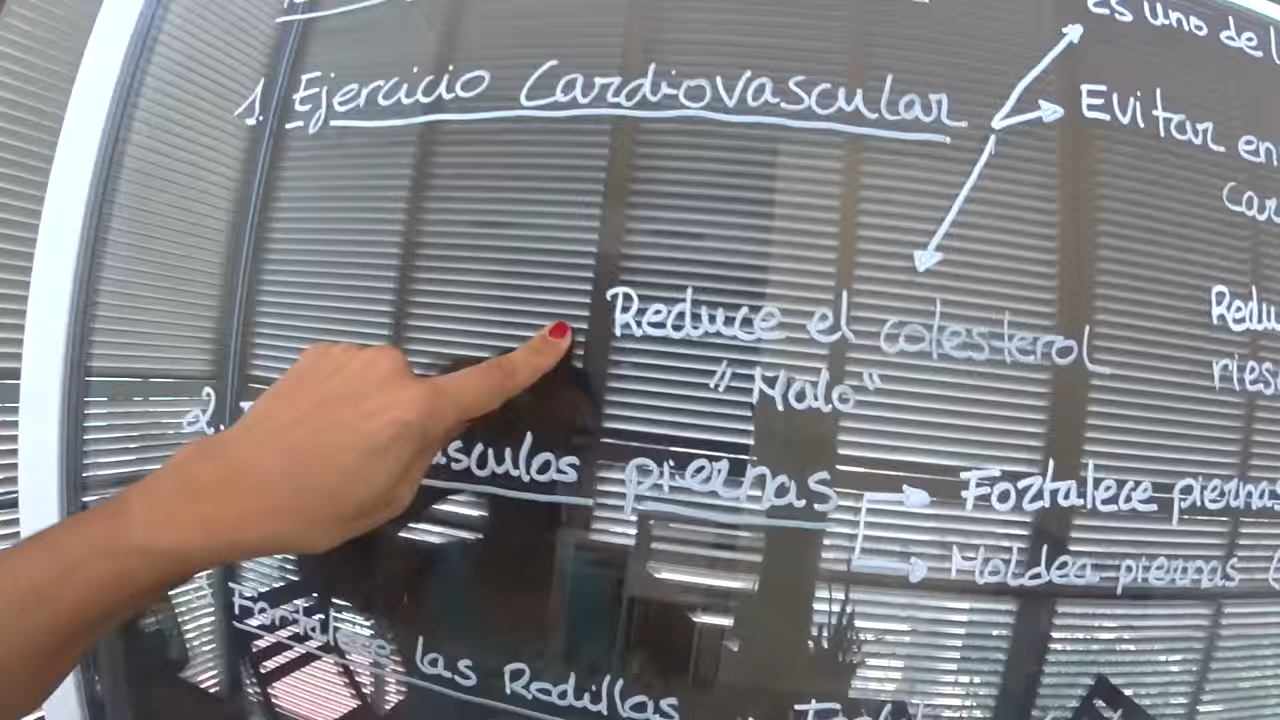 Es uno de l
1. Ejercicio Cardiovascular
Evitar en
Car
Reduce el colesterol
"Malo"
Redu
ries
2.
sculos piernas
Foztalece piernas
Moldea piernas
Fortalece las Rodillas